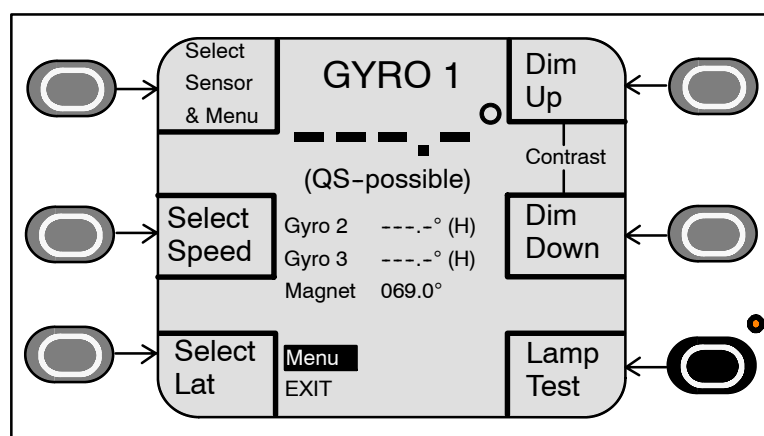 Select
Sensor
& Menu
GYRO 1
---.-°
(QS-possible)
Dim
Up
Contrast
Select
Speed
Gyro 2 ---.-° (H)
Gyro 3 ---.-° (H)
Magnet 069.0°
Dim
Down
Select
Lat
Menu
EXIT
Lamp
Test